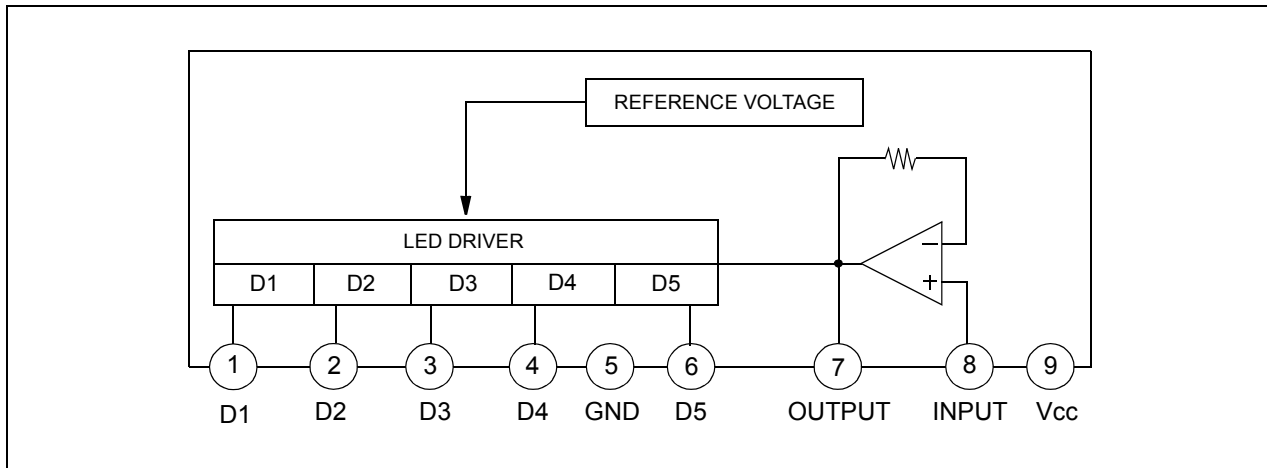 REFERENCE VOLTAGE
LED DRIVER
D1 D2 D3 D4 D5
− +
1 2 3 4 5 6 7 8 9
D1 D2 D3 D4 GND D5 OUTPUT INPUT Vcc